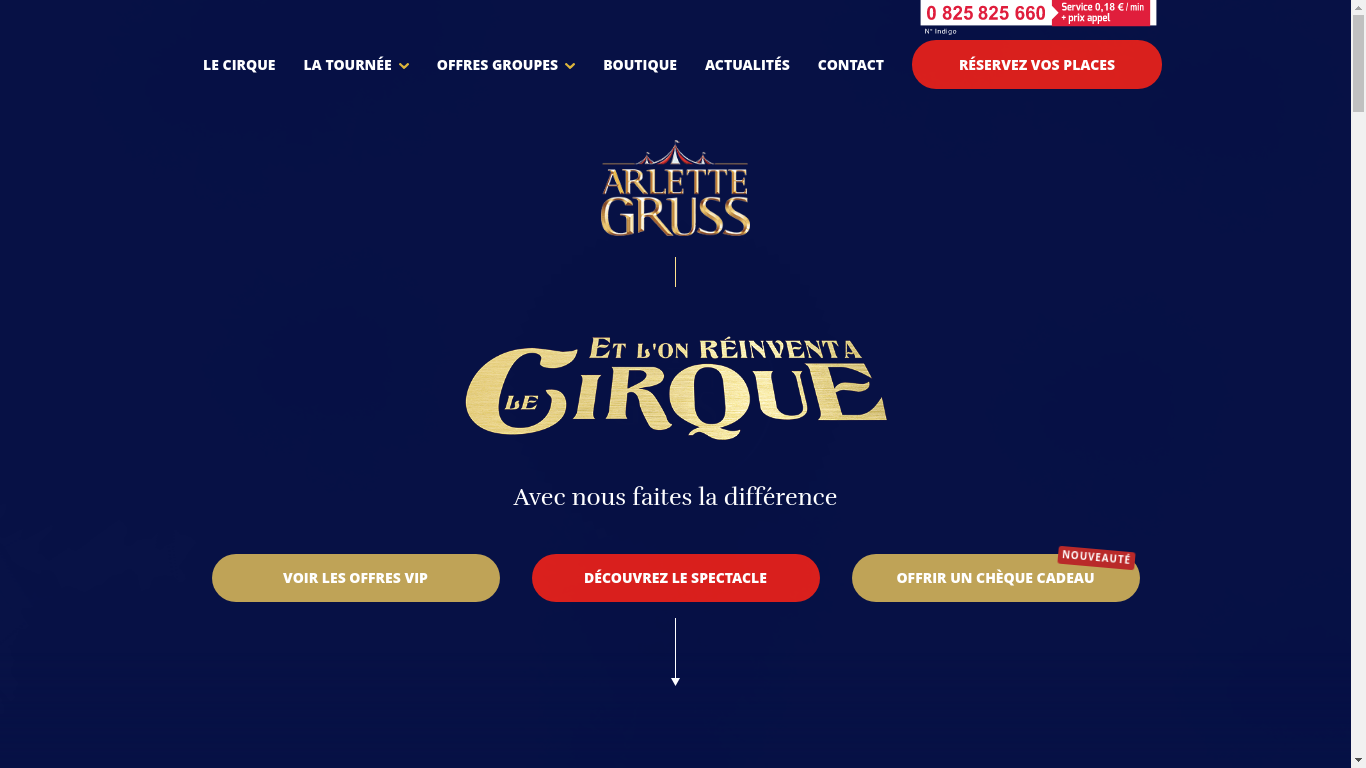 0 825 825 660
Service 0,18 € / min
+ prix appel
N° Indigo
LE CIRQUE
LA TOURNÉE
OFFRES GROUPES
BOUTIQUE
ACTUALITÉS
CONTACT
RÉSERVEZ VOS PLACES
ARLETTE
GRUSS
ET L'ON RÉINVENTA
LE CIRQUE
Avec nous faites la différence
VOIR LES OFFRES VIP
DÉCOUVREZ LE SPECTACLE
NOUVEAUTÉ
OFFRIR UN CHÈQUE CADEAU